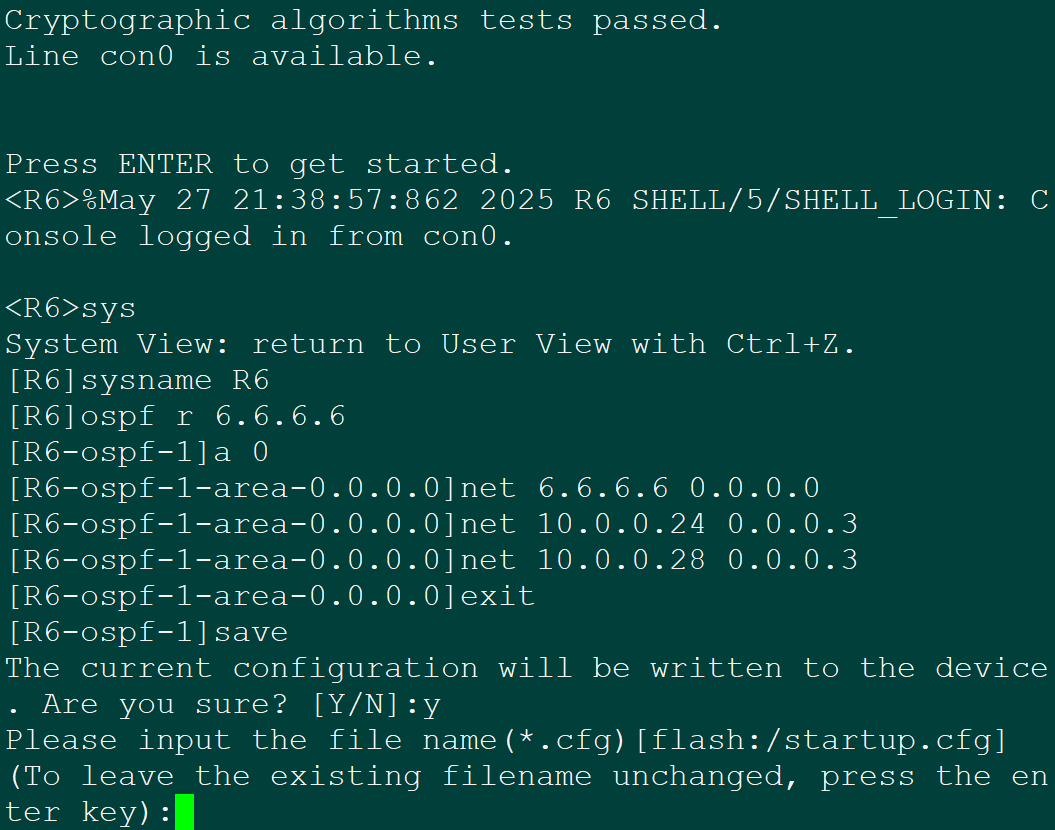 Cryptographic algorithms tests passed.
Line con0 is available.
Press ENTER to get started.
<R6>%May 27 21:38:57:862 2025 R6 SHELL/5/SHELL_LOGIN: C
onsole logged in from con0.
<R6>sys
System View: return to User View with Ctrl+Z.
[R6]sysname R6
[R6]ospf r 6.6.6.6
[R6-ospf-1]a 0
[R6-ospf-1-area-0.0.0.0]net 6.6.6.6 0.0.0.0
[R6-ospf-1-area-0.0.0.0]net 10.0.0.24 0.0.0.3
[R6-ospf-1-area-0.0.0.0]net 10.0.0.28 0.0.0.3
[R6-ospf-1-area-0.0.0.0]exit
[R6-ospf-1]save
The current configuration will be written to the device
. Are you sure? [Y/N]:y
Please input the file name(*.cfg)[flash:/startup.cfg]
(To leave the existing filename unchanged, press the en
ter key):